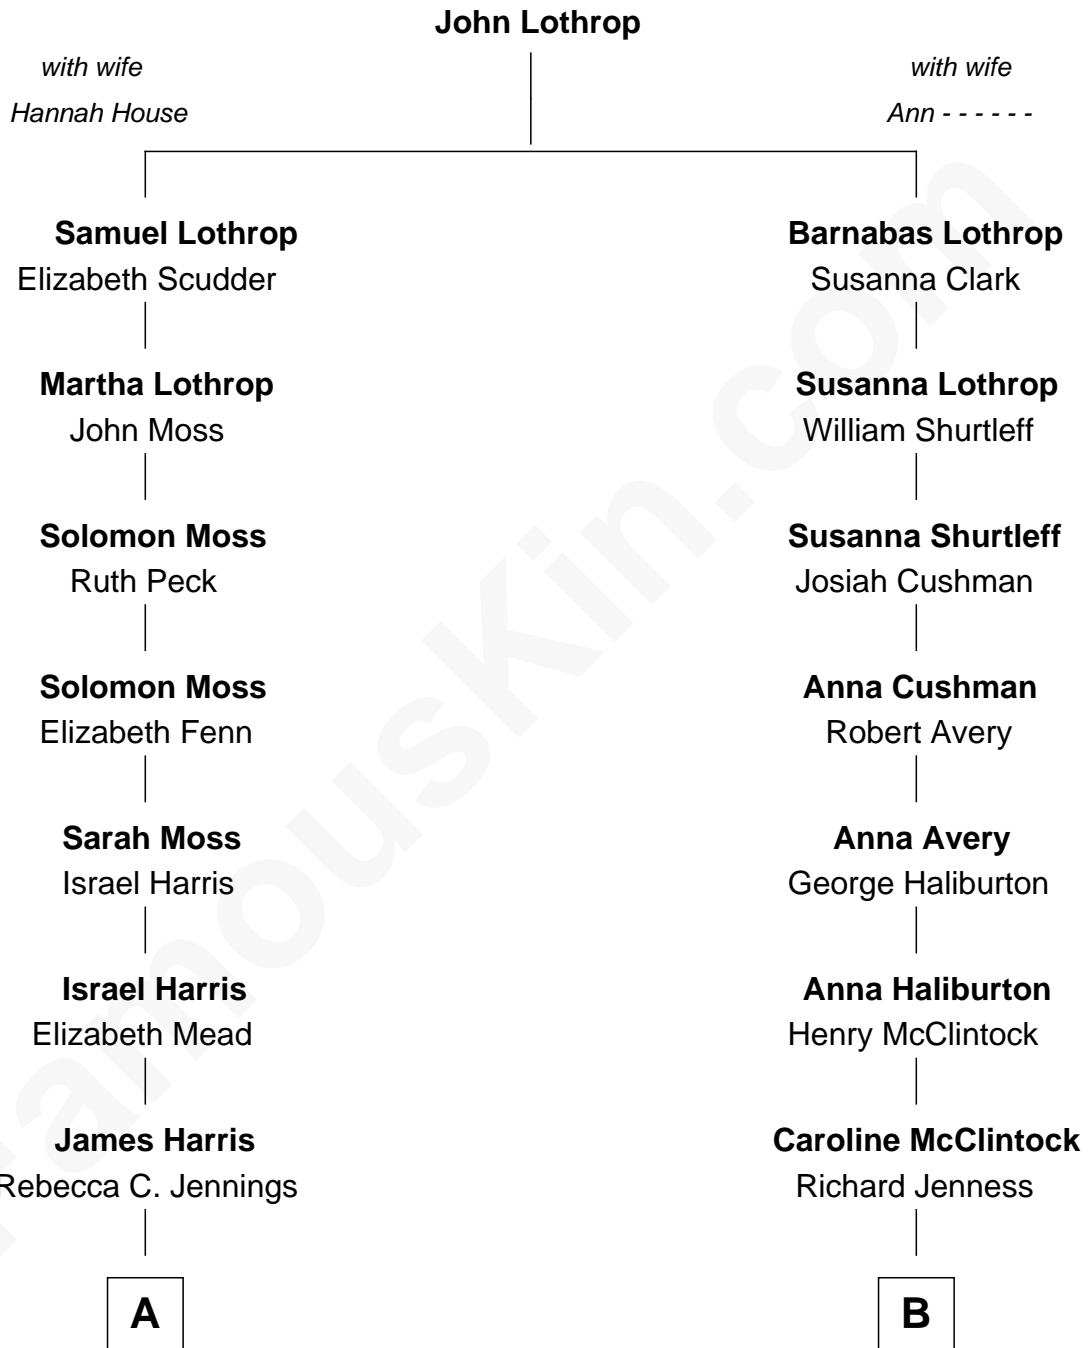 John Lothrop
with wife
Hannah House
with wife
Ann - - - - - -
Samuel Lothrop
Elizabeth Scudder
Barnabas Lothrop
Susanna Clark
Martha Lothrop
John Moss
Susanna Lothrop
William Shurtleff
Solomon Moss
Ruth Peck
Susanna Shurtleff
Josiah Cushman
Solomon Moss
Elizabeth Fenn
Anna Cushman
Robert Avery
Sarah Moss
Israel Harris
Anna Avery
George Haliburton
Israel Harris
Elizabeth Mead
Anna Haliburton
Henry McClintock
James Harris
Rebecca C. Jennings
Caroline McClintock
Richard Jenness
A
B
FamousKin.com